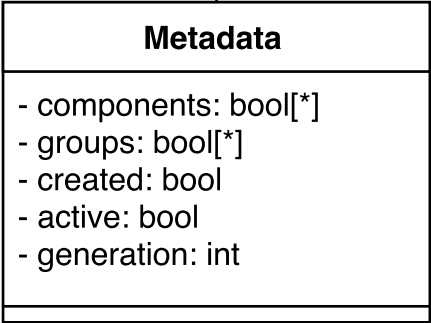 Metadata
- components: bool[*]
- groups: bool[*]
- created: bool
- active: bool
- generation: int